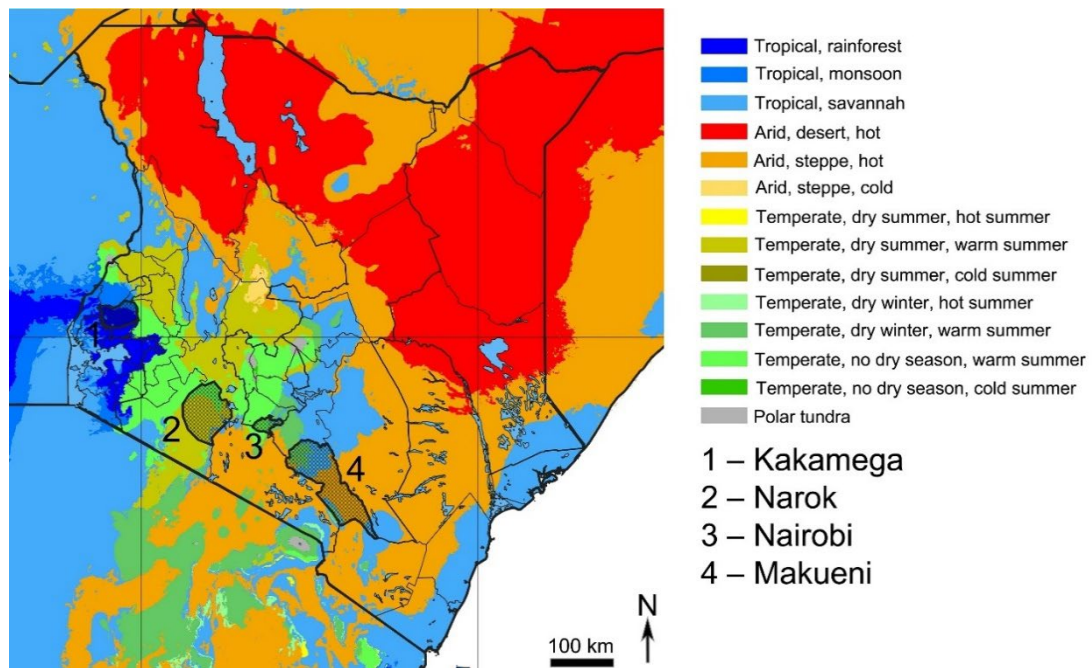 Tropical, rainforest
Tropical, monsoon
Tropical, savannah
Arid, desert, hot
Arid, steppe, hot
Arid, steppe, cold
Temperate, dry summer, hot summer
Temperate, dry summer, warm summer
Temperate, dry summer, cold summer
Temperate, dry winter, hot summer
Temperate, dry winter, warm summer
Temperate, no dry season, warm summer
Temperate, no dry season, cold summer
Polar tundra
1 – Kakamega
2 – Narok
3 – Nairobi
4 – Makueni
1
2
3
4
100 km
N